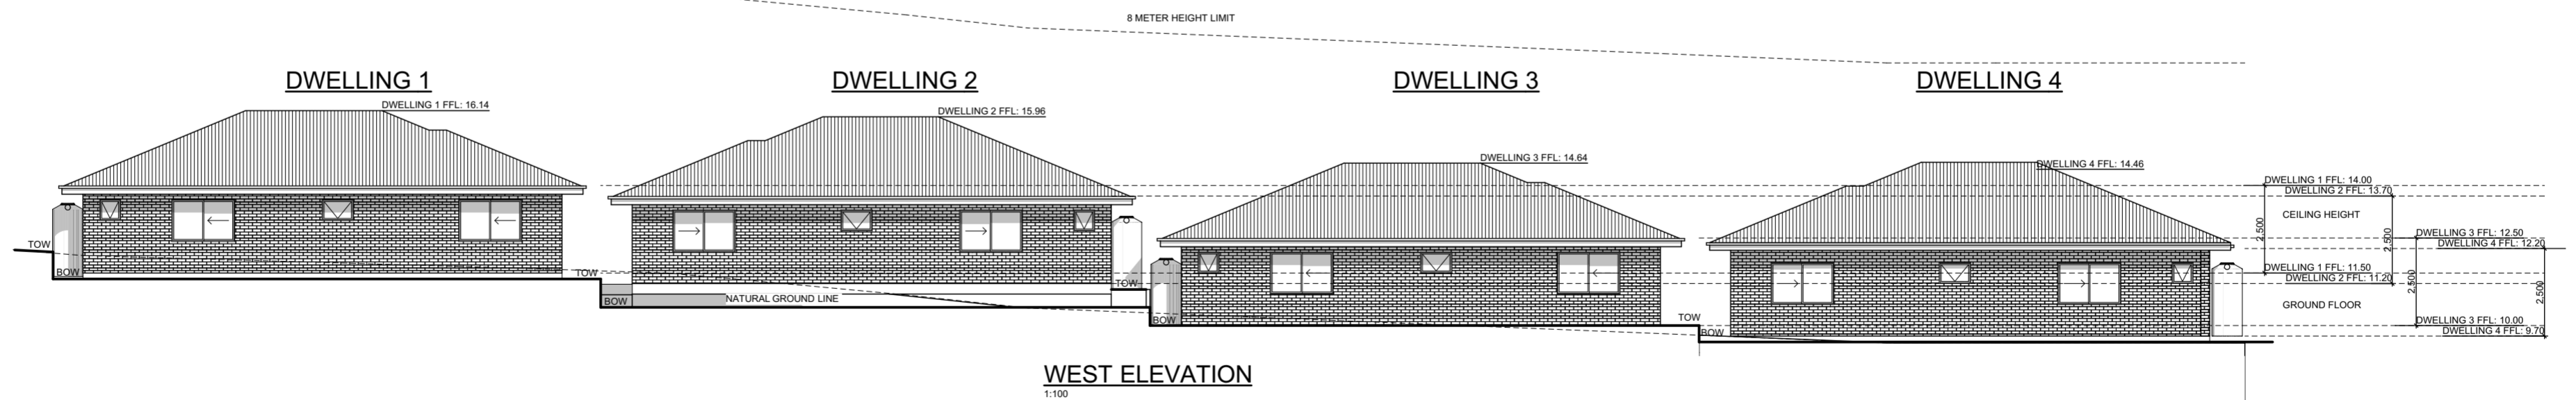 8 METER HEIGHT LIMIT
DWELLING 1
DWELLING 2
DWELLING 3
DWELLING 4
DWELLING 1 FFL: 16.14
DWELLING 2 FFL: 15.96
DWELLING 3 FFL: 14.64
DWELLING 4 FFL: 14.46
DWELLING 1 FFL: 14.00
DWELLING 2 FFL: 13.70
CEILING HEIGHT
2,500
2,500
DWELLING 3 FFL: 12.50
DWELLING 4 FFL: 12.20
TOW
BOW
TOW
BOW
NATURAL GROUND LINE
TOW
BOW
TOW
BOW
DWELLING 1 FFL: 11.50
DWELLING 2 FFL: 11.20
2,500
2,500
GROUND FLOOR
DWELLING 3 FFL: 10.00
DWELLING 4 FFL: 9.70
WEST ELEVATION
1:100